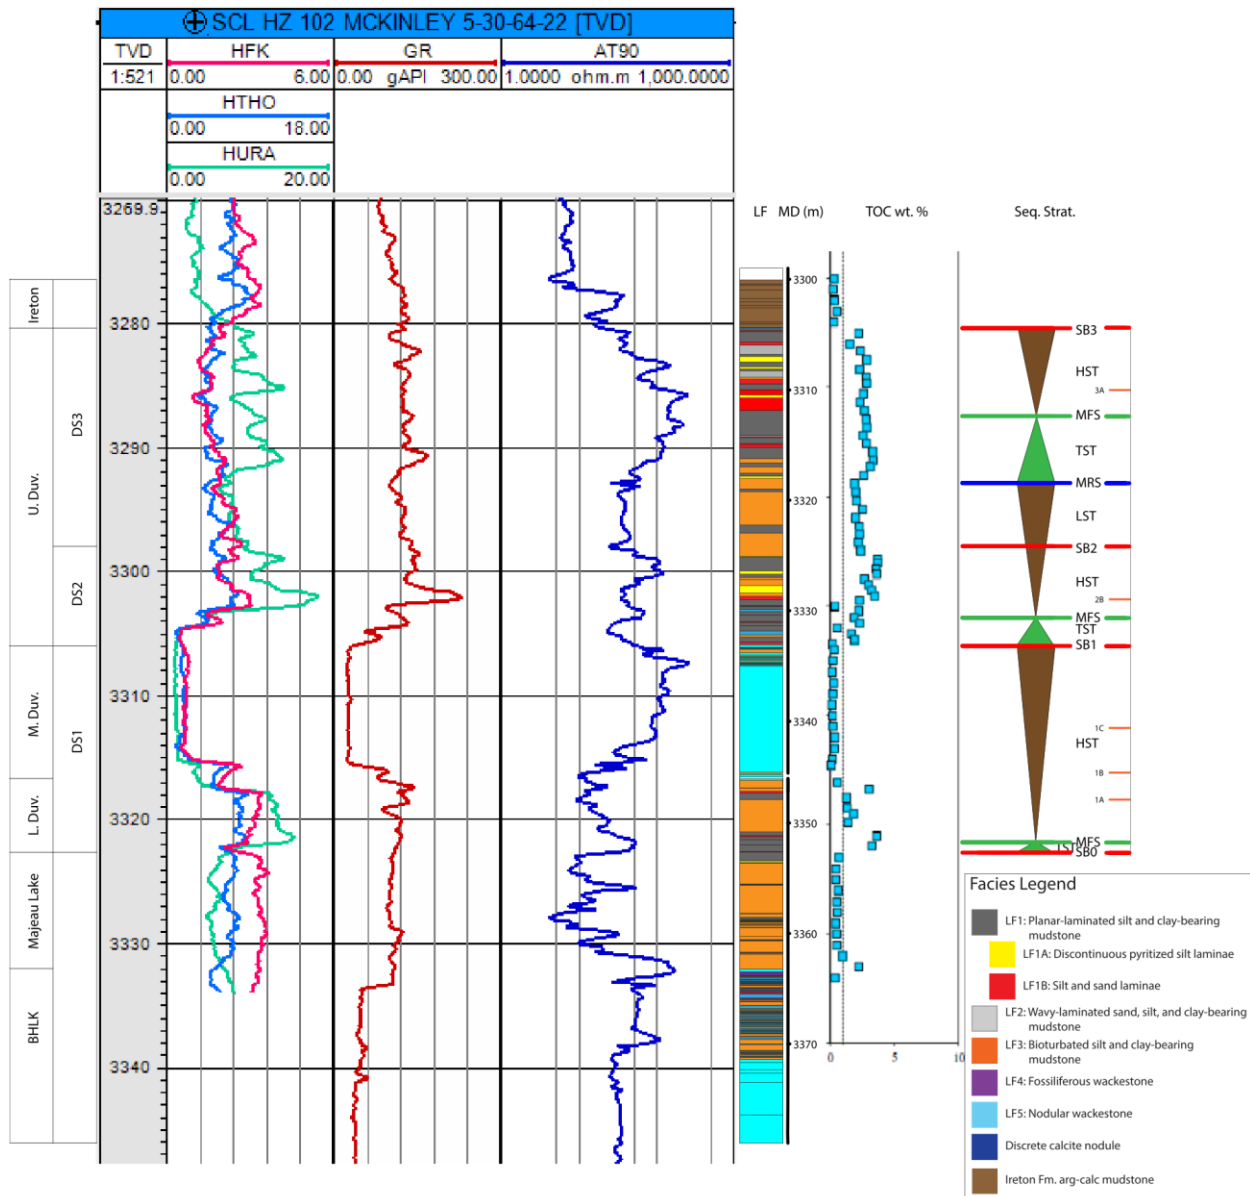 SCL HZ 102 MCKINLEY 5-30-64-22 [TVD]
TVD HFK GR AT90
1:521 0.00 6.00 0.00 gAPI 300.00 1.0000 ohm.m 1,000.0000
HTHO
0.00 18.00
HURA
0.00 20.00
3269.9
LF MD (m) TOC wt. % Seq. Strat.
Ireton
U. Duv.
M. Duv.
L. Duv.
Majeau Lake
BHLK
DS3
DS2
DS1
3280
3290
3300
3310
3320
3330
3340
3300
3310
3320
3330
3340
3350
3360
3370
0 5 10
SB3
HST
3A
MFS
TST
MRS
LST
SB2
HST
2B
MFS
TST
SB1
1C
HST
1B
1A
MFS
TST
SB0
Facies Legend
LF1: Planar-laminated silt and clay-bearing
mudstone
LF1A: Discontinuous pyritized silt laminae
LF1B: Silt and sand laminae
LF2: Wavy-laminated sand, silt, and clay-bearing
mudstone
LF3: Bioturbated silt and clay-bearing
mudstone
LF4: Fossiliferous wackestone
LF5: Nodular wackestone
Discrete calcite nodule
Ireton Fm. arg-calc mudstone